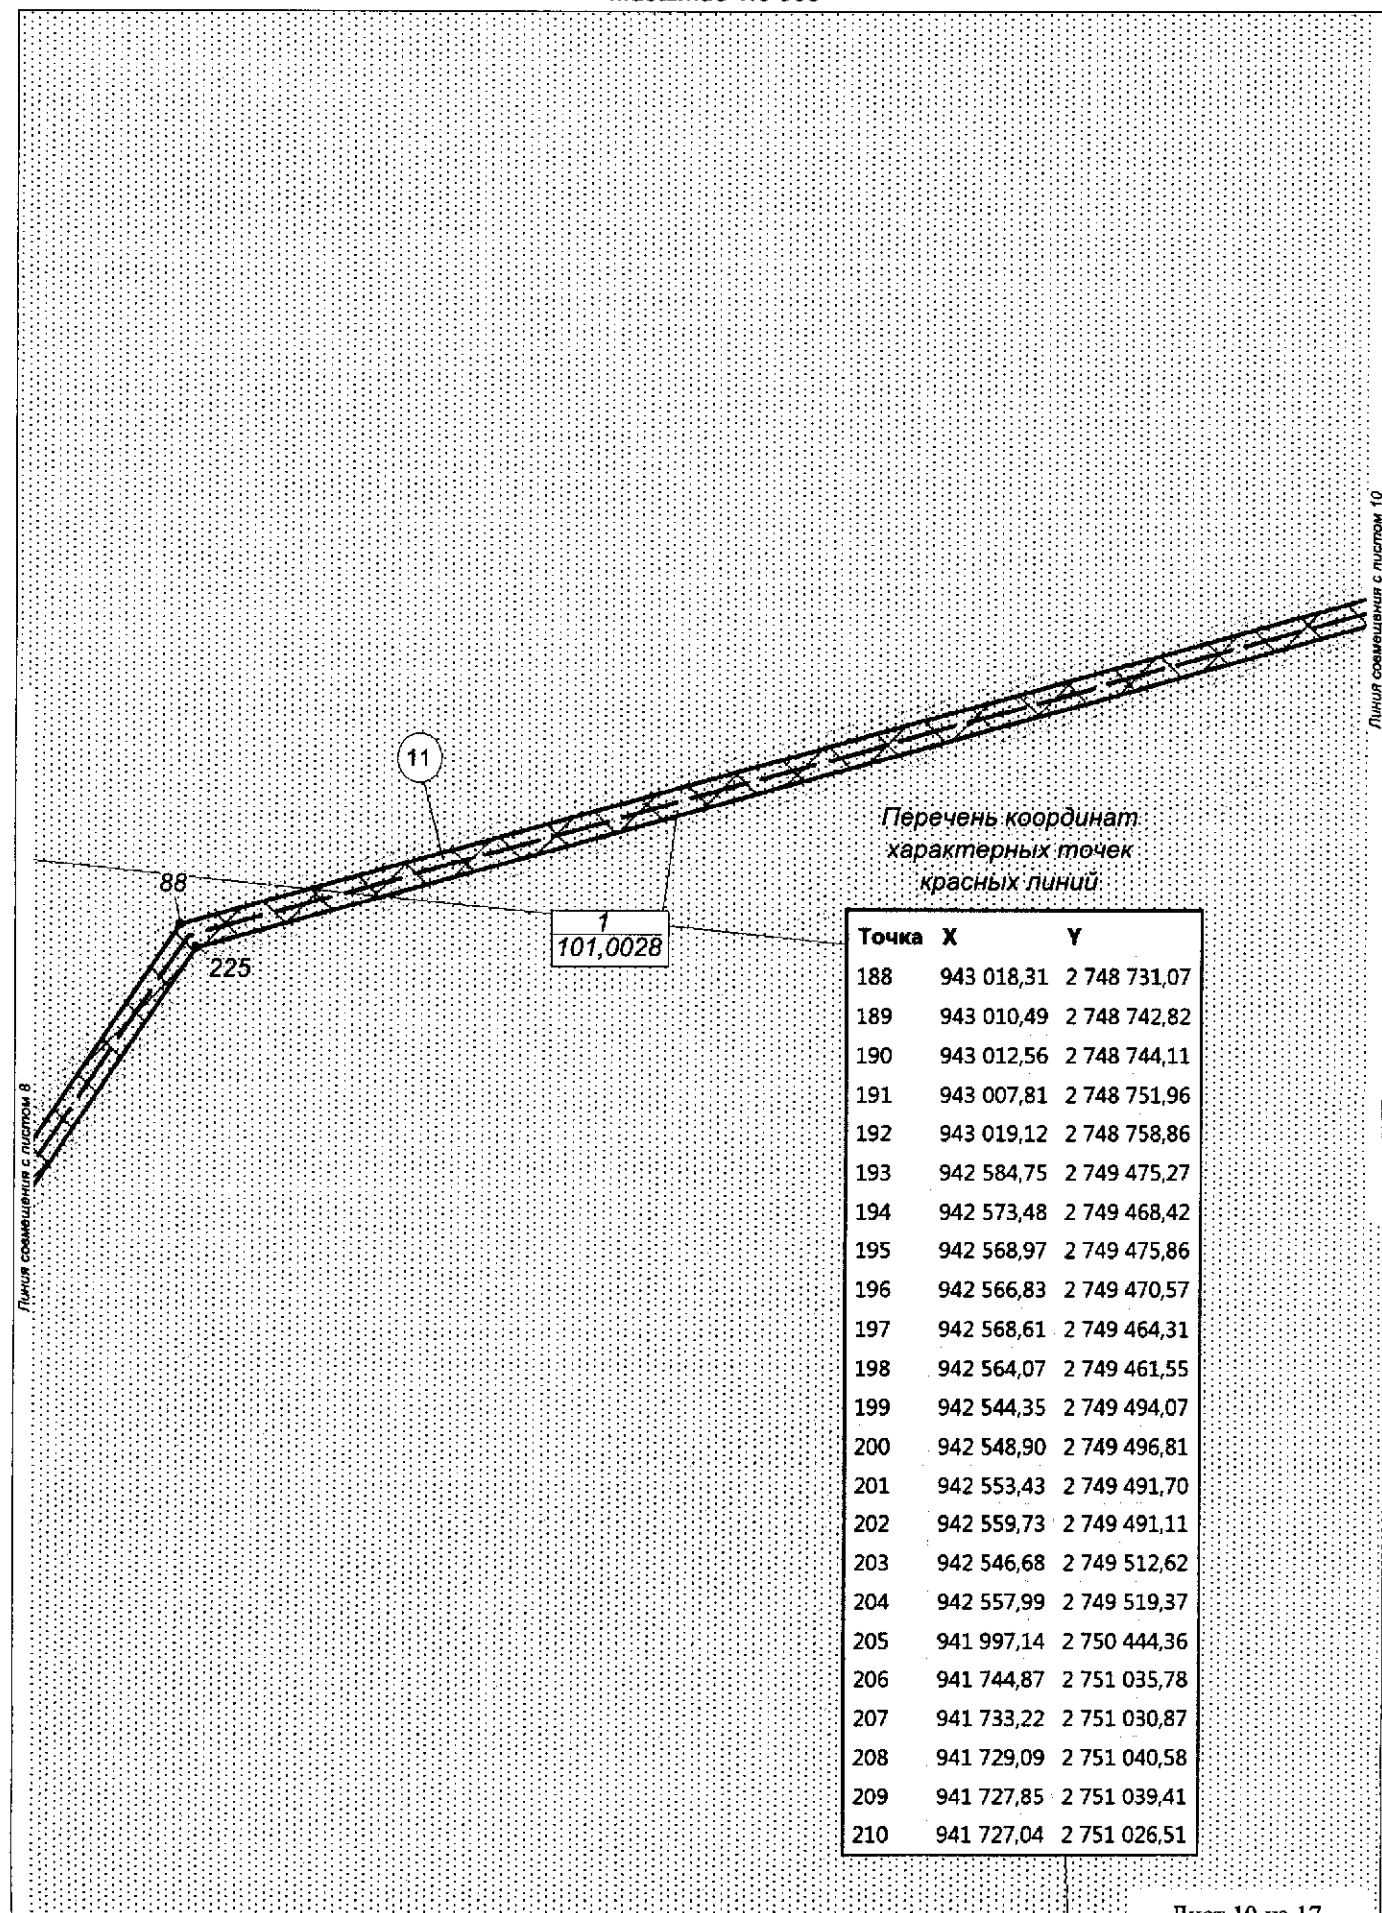 Линия совмещения с листом 10
11
88
225
1
101,0028
Линия совмещения с листом 8
Перечень координат
характерных точек
красных линий
Точка X Y
188 943 018,31 2 748 731,07
189 943 010,49 2 748 742,82
190 943 012,56 2 748 744,11
191 943 007,81 2 748 751,96
192 943 019,12 2 748 758,86
193 942 584,75 2 749 475,27
194 942 573,48 2 749 468,42
195 942 568,97 2 749 475,86
196 942 566,83 2 749 470,57
197 942 568,61 2 749 464,31
198 942 564,07 2 749 461,55
199 942 544,35 2 749 494,07
200 942 548,90 2 749 496,81
201 942 553,43 2 749 491,70
202 942 559,73 2 749 491,11
203 942 546,68 2 749 512,62
204 942 557,99 2 749 519,37
205 941 997,14 2 750 444,36
206 941 744,87 2 751 035,78
207 941 733,22 2 751 030,87
208 941 729,09 2 751 040,58
209 941 727,85 2 751 039,41
210 941 727,04 2 751 026,51
Лист 10 из 17